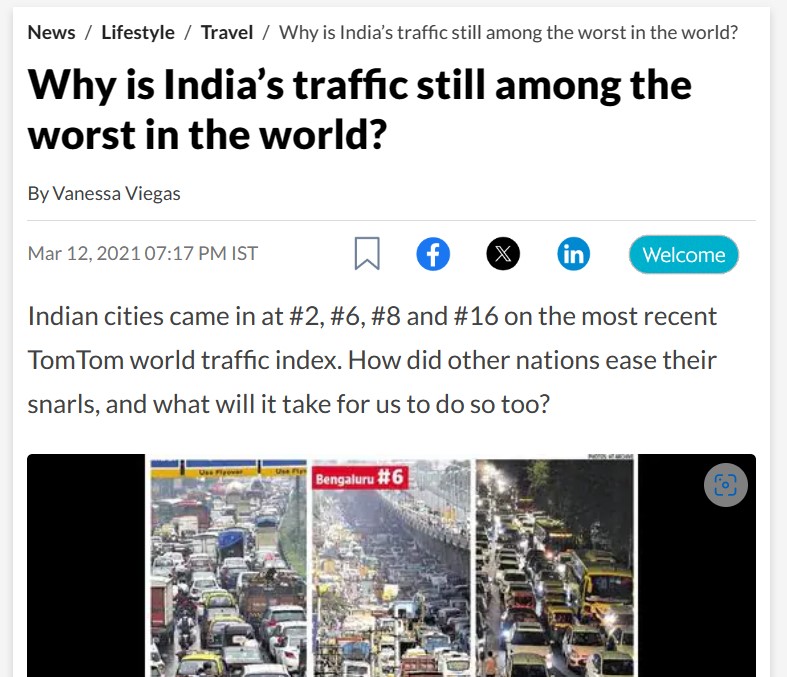 News / Lifestyle / Travel / Why is India’s traffic still among the worst in the world?
Why is India’s traffic still among the
worst in the world?
By Vanessa Viegas
Mar 12, 2021 07:17 PM IST
Welcome
Indian cities came in at #2, #6, #8 and #16 on the most recent
TomTom world traffic index. How did other nations ease their
snarls, and what will it take for us to do so too?
PHOTOS: HT ARCHIVE
Use Flyover
Use Fly
Bengaluru #6